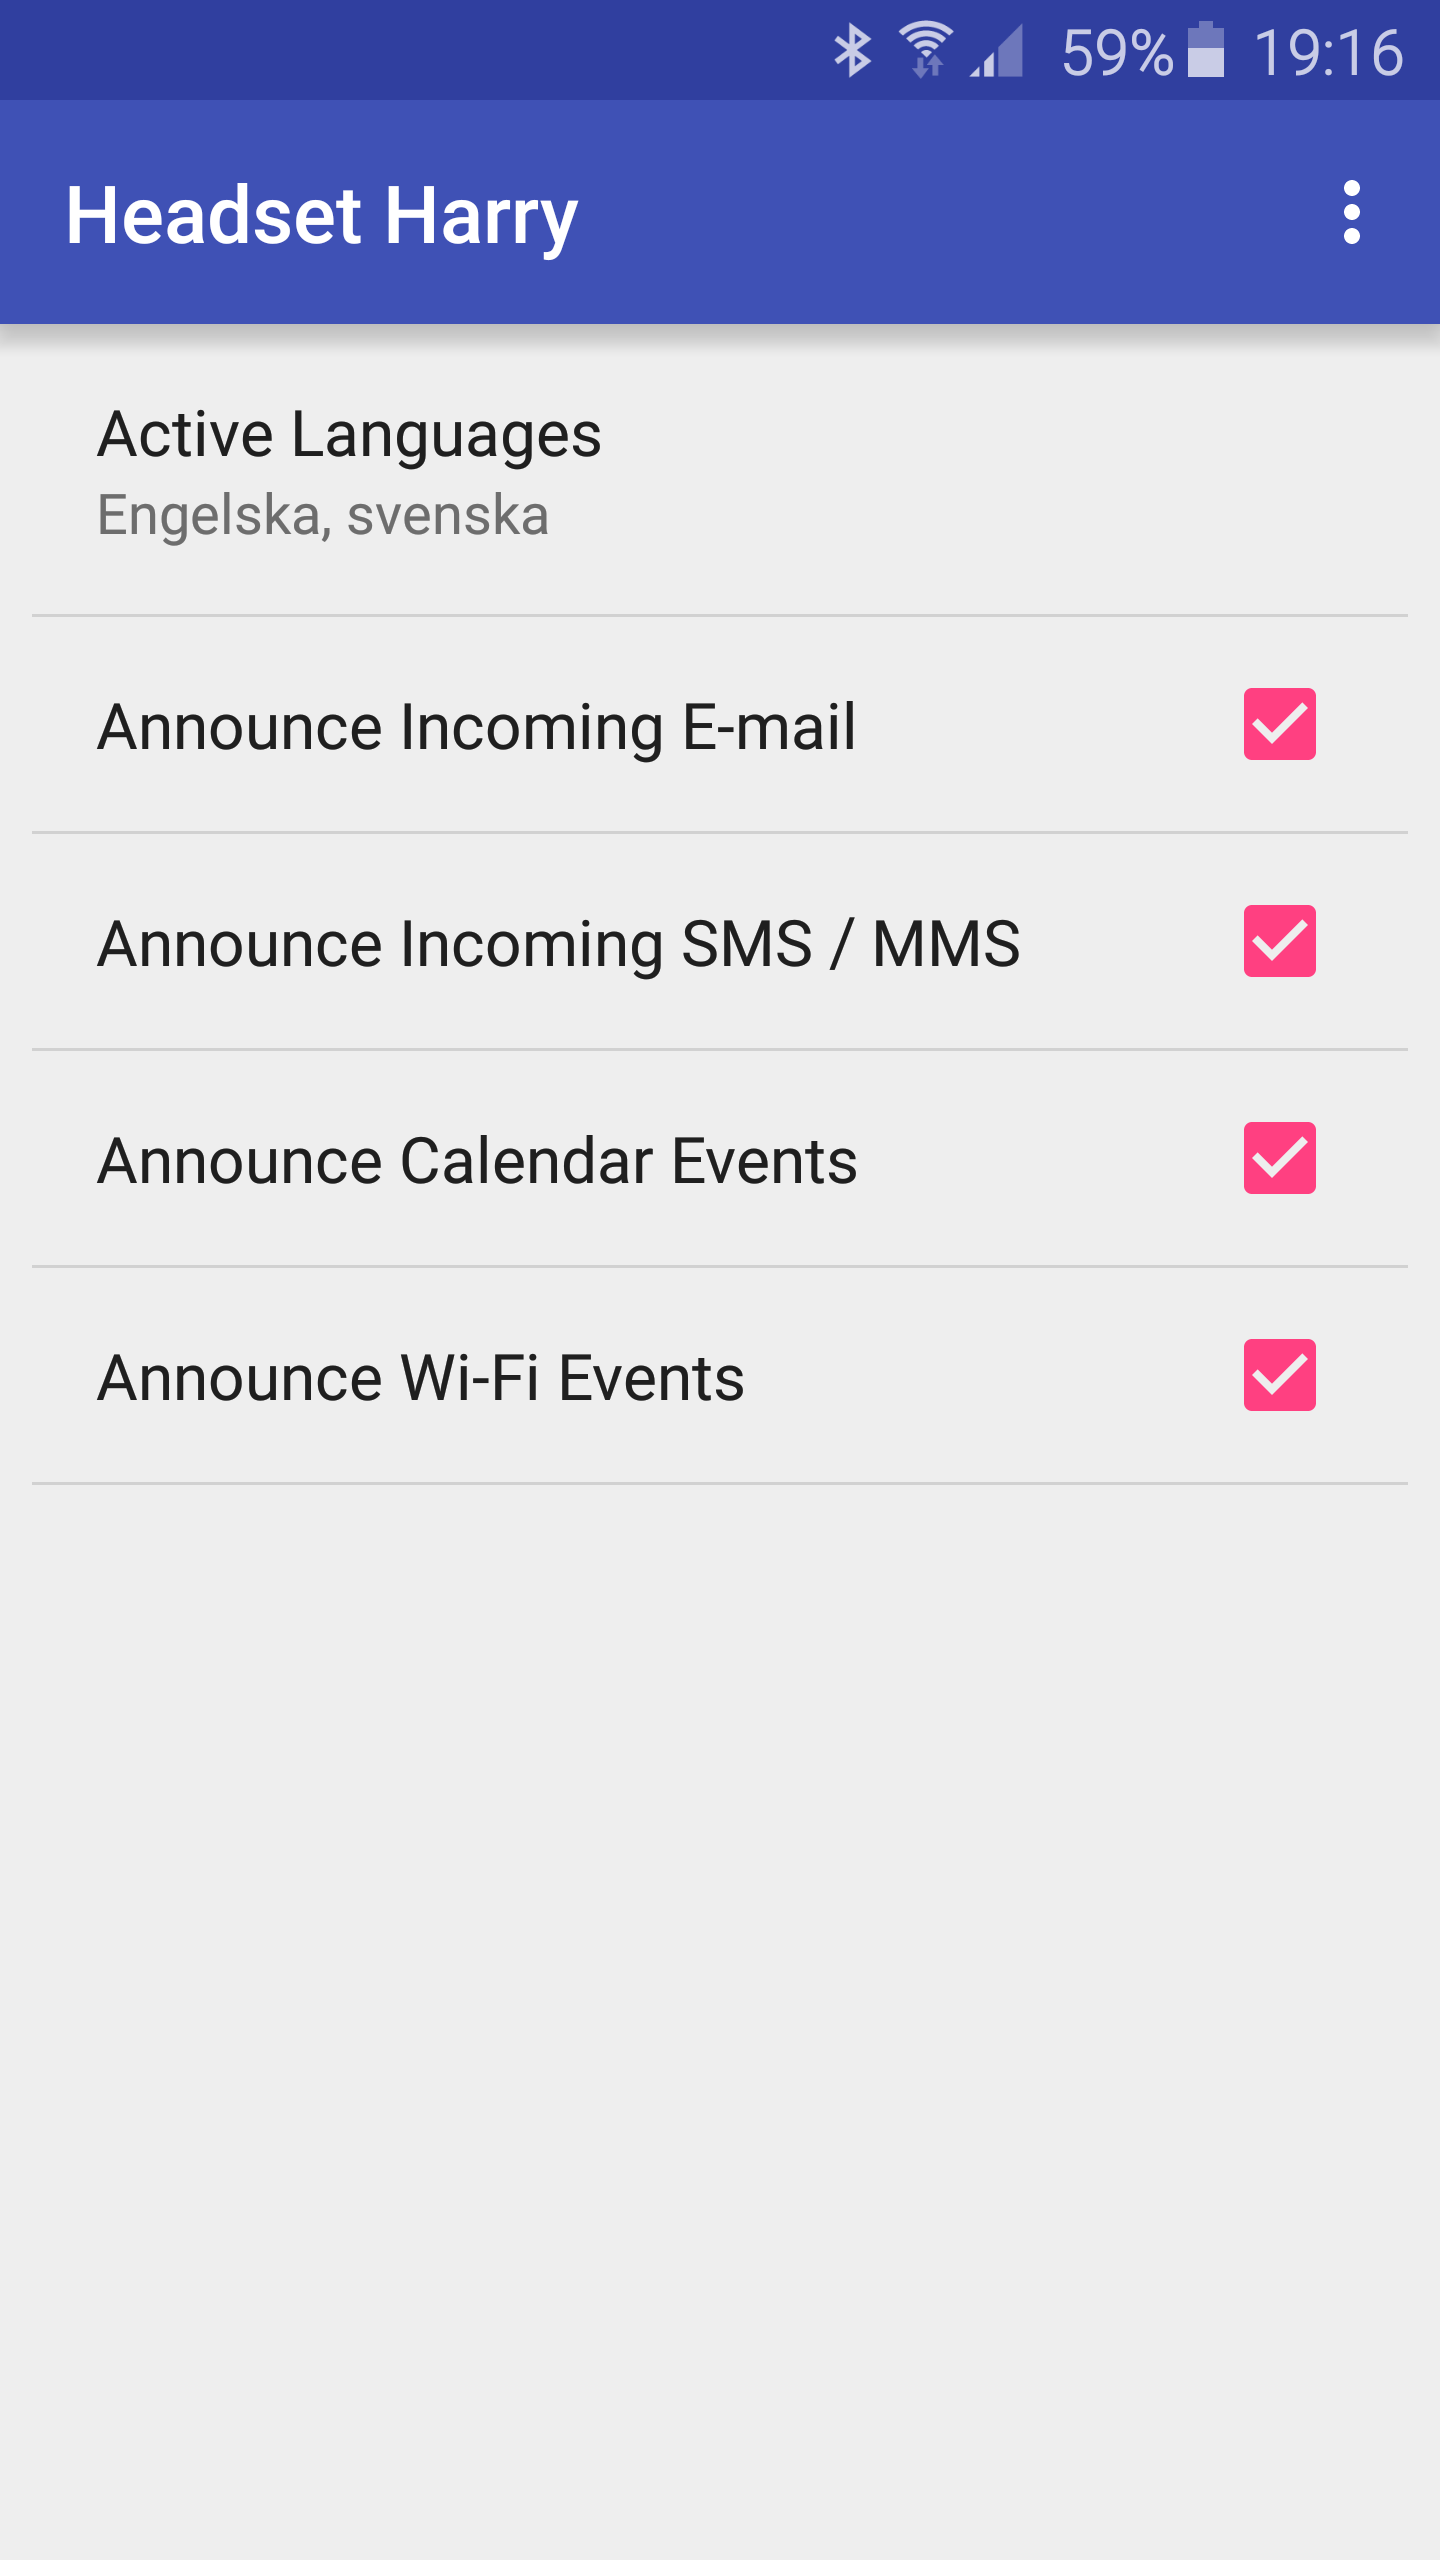 59% 19:16
Headset Harry
Active Languages
Engelska, svenska
Announce Incoming E-mail
Announce Incoming SMS / MMS
Announce Calendar Events
Announce Wi-Fi Events